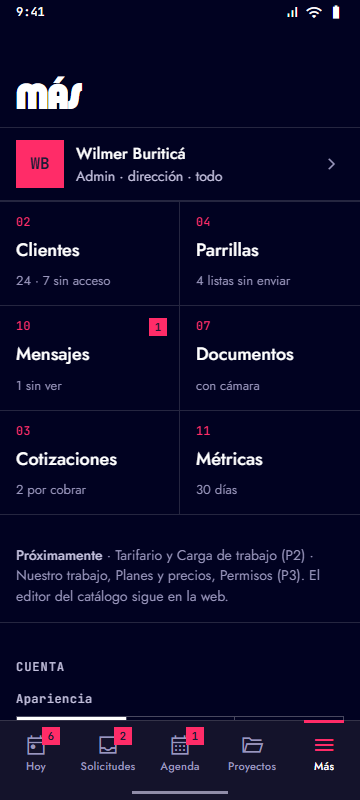 9:41
MÁS
WB
Wilmer Buriticá
Admin · dirección · todo
02
Clientes
24 · 7 sin acceso
04
Parrillas
4 listas sin enviar
10
1
Mensajes
1 sin ver
07
Documentos
con cámara
03
Cotizaciones
2 por cobrar
11
Métricas
30 días
Próximamente · Tarifario y Carga de trabajo (P2) ·
Nuestro trabajo, Planes y precios, Permisos (P3). El
editor del catálogo sigue en la web.
CUENTA
Apariencia
6
Hoy
2
Solicitudes
1
Agenda
Proyectos
Más